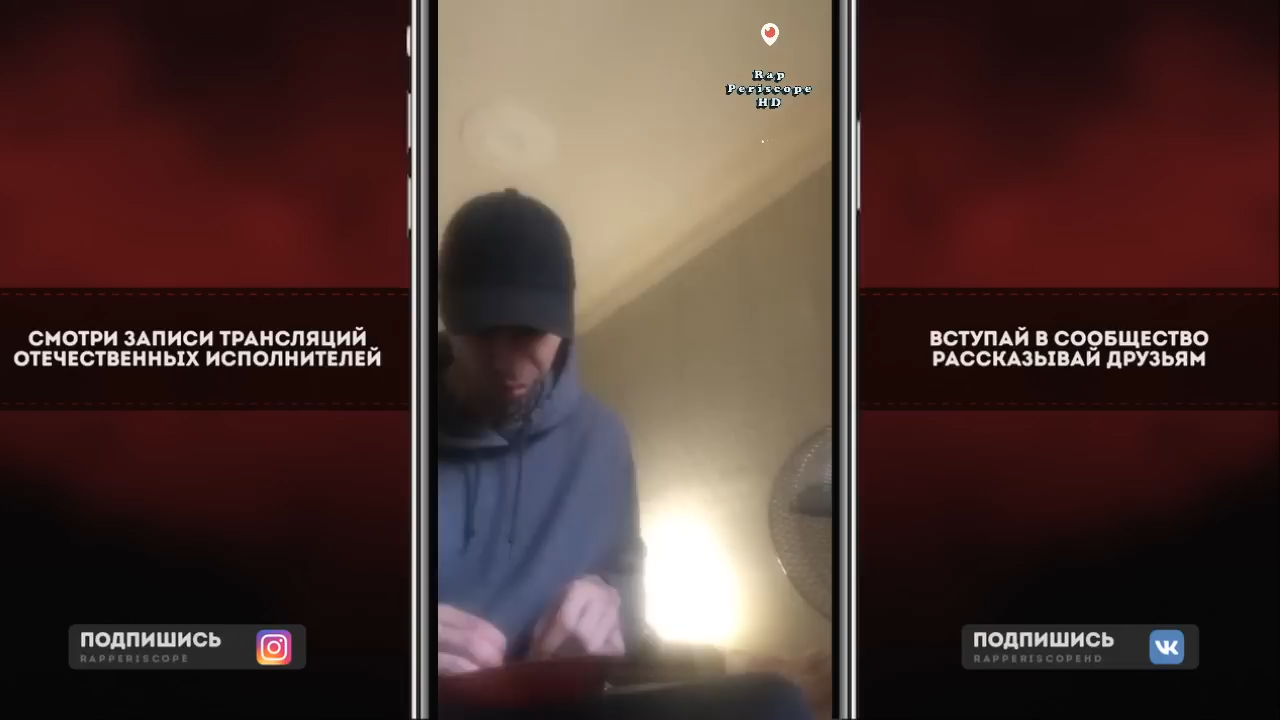 Rap
Periscope
HD
СМОТРИ ЗАПИСИ ТРАНСЛЯЦИЙ
ОТЕЧЕСТВЕННЫХ ИСПОЛНИТЕЛЕЙ
ВСТУПАЙ В СООБЩЕСТВО
РАССКАЗЫВАЙ ДРУЗЬЯМ
ПОДПИШИСЬ
RAPPERISCOPE
ПОДПИШИСЬ
RAPPERISCOPEHD